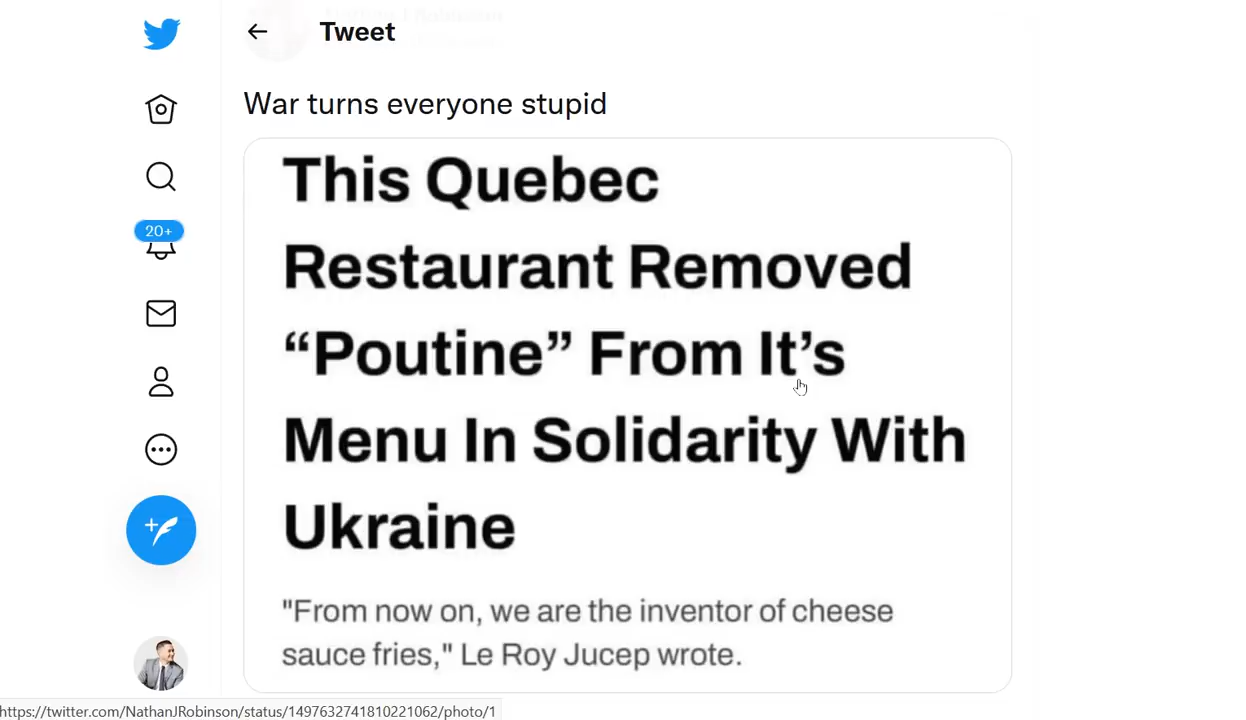 Tweet
War turns everyone stupid
This Quebec
Restaurant Removed
“Poutine” From It’s
Menu In Solidarity With
Ukraine
"From now on, we are the inventor of cheese
sauce fries," Le Roy Jucep wrote.
20+
https://twitter.com/NathanJRobinson/status/1497632741810221062/photo/1